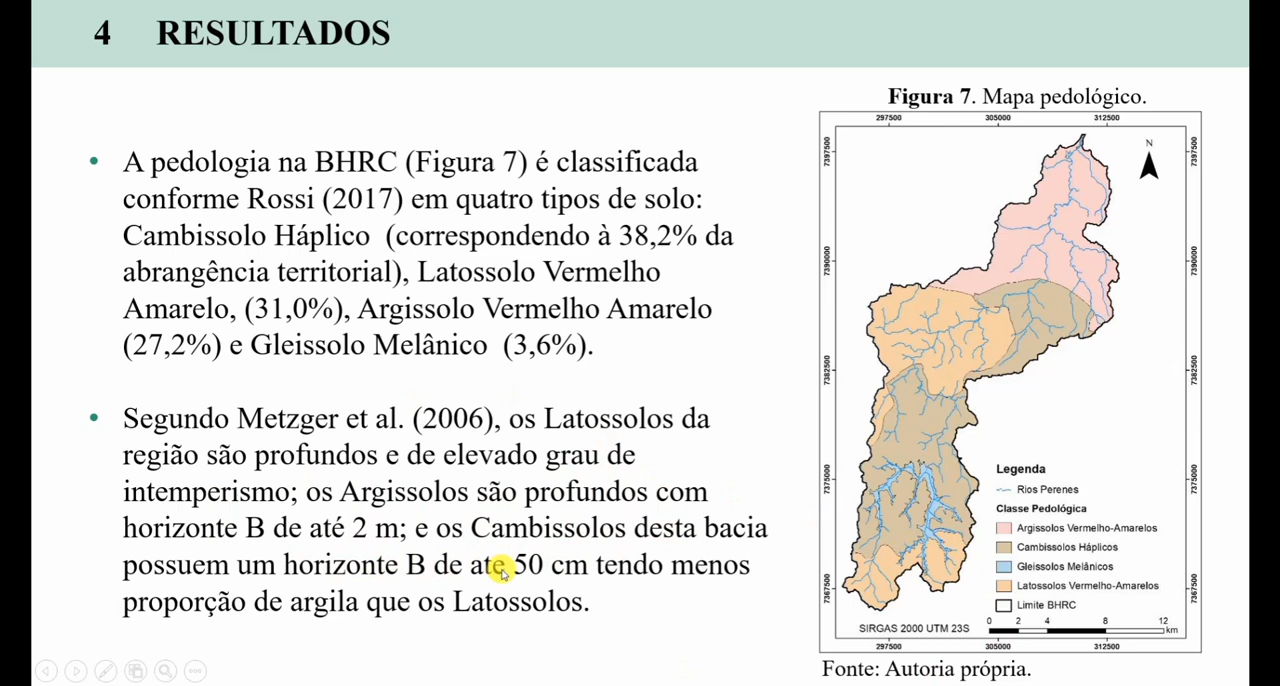 4 RESULTADOS
• A pedologia na BHRC (Figura 7) é classificada
conforme Rossi (2017) em quatro tipos de solo:
Cambissolo Háplico (correspondendo à 38,2% da
abrangência territorial), Latossolo Vermelho
Amarelo, (31,0%), Argissolo Vermelho Amarelo
(27,2%) e Gleissolo Melânico (3,6%).
• Segundo Metzger et al. (2006), os Latossolos da
região são profundos e de elevado grau de
intemperismo; os Argissolos são profundos com
horizonte B de até 2 m; e os Cambissolos desta bacia
possuem um horizonte B de ate 50 cm tendo menos
proporção de argila que os Latossolos.
Figura 7. Mapa pedológico.
297500 305000 312500
7397500 7397500
N
7390000 7390000
7382500 7382500
7375000 7375000
7367500 7367500
Legenda
Rios Perenes
Classe Pedológica
Argissolos Vermelho-Amarelos
Cambissolos Háplicos
Gleissolos Melânicos
Latossolos Vermelho-Amarelos
Limite BHRC
SIRGAS 2000 UTM 23S
0 2 4 8 12
km
297500 305000 312500
Fonte: Autoria própria.